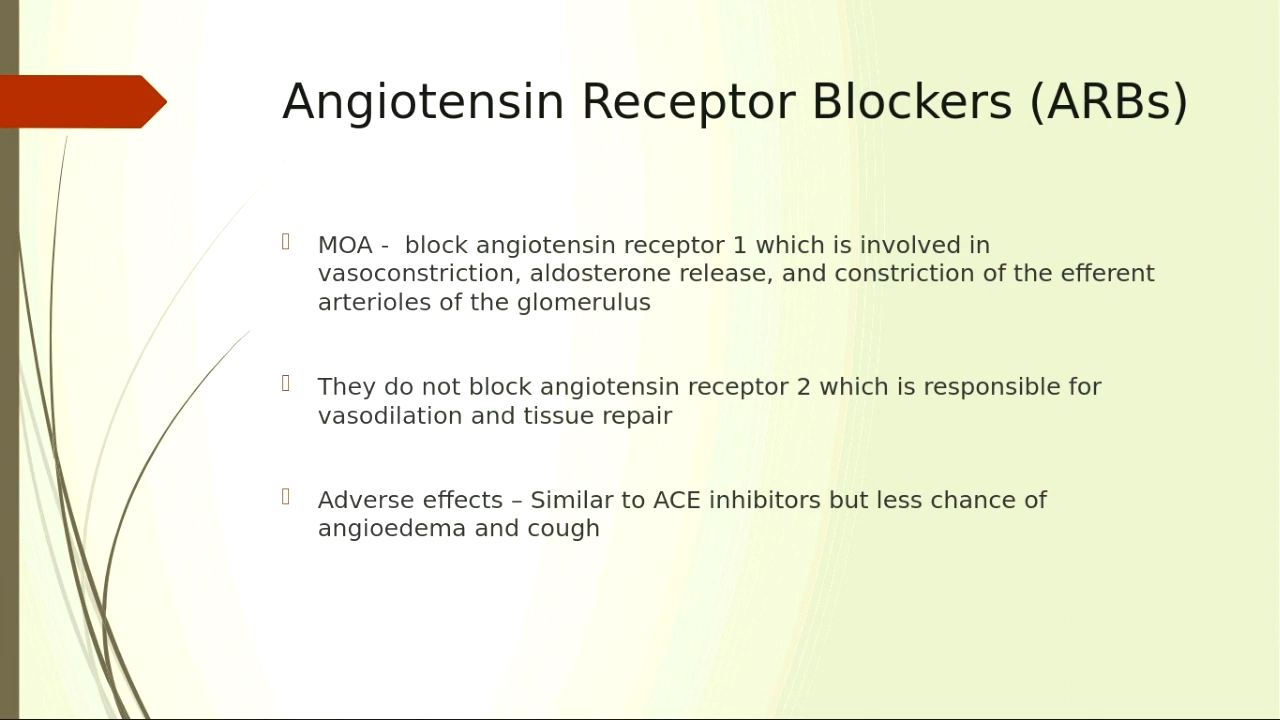 Angiotensin Receptor Blockers (ARBs)
MOA -  block angiotensin receptor 1 which is involved in
vasoconstriction, aldosterone release, and constriction of the efferent
arterioles of the glomerulus
They do not block angiotensin receptor 2 which is responsible for
vasodilation and tissue repair
Adverse effects – Similar to ACE inhibitors but less chance of
angioedema and cough